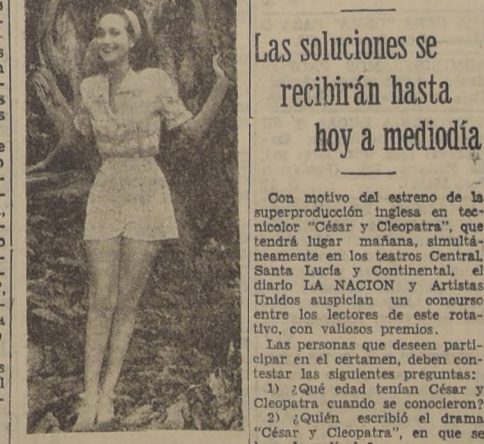 Las soluciones se
recibirán hasta
hoy a mediodía
Con motivo del estreno de la
superproducción inglesa en tec-
nicolor "César y Cleopatra", que
tendrá lugar mañana, simultá-
neamente en los teatros Central,
Santa Lucía y Continental, el
diario LA NACION y Artistas
Unidos auspician un concurso
entre los lectores de este rota-
tivo, con valiosos premios.
Las personas que deseen parti-
cipar en el certamen, deben con-
testar las siguientes preguntas:
1) ¿Qué edad tenían César y
Cleopatra cuando se conocieron?
2) ¿Quién escribió el drama
"César y Cleopatra", en que se